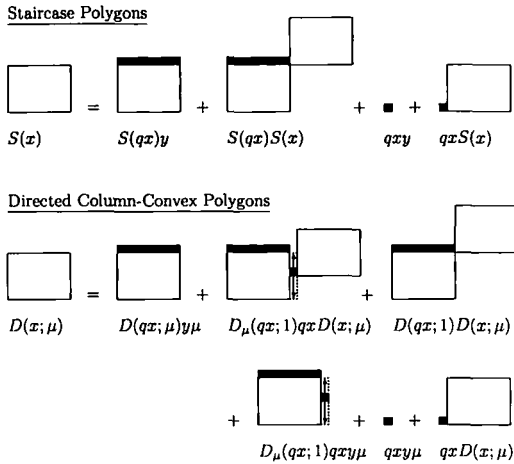 Staircase Polygons
= + + +
S(x) S(qx)y S(qx)S(x) qxy qxS(x)
Directed Column-Convex Polygons
= + +
D(x; μ) D(qx; μ)yμ D_μ(qx; 1)qxD(x; μ) D(qx; 1)D(x; μ)
+ + +
D_μ(qx; 1)qxyμ qxyμ qxD(x; μ)